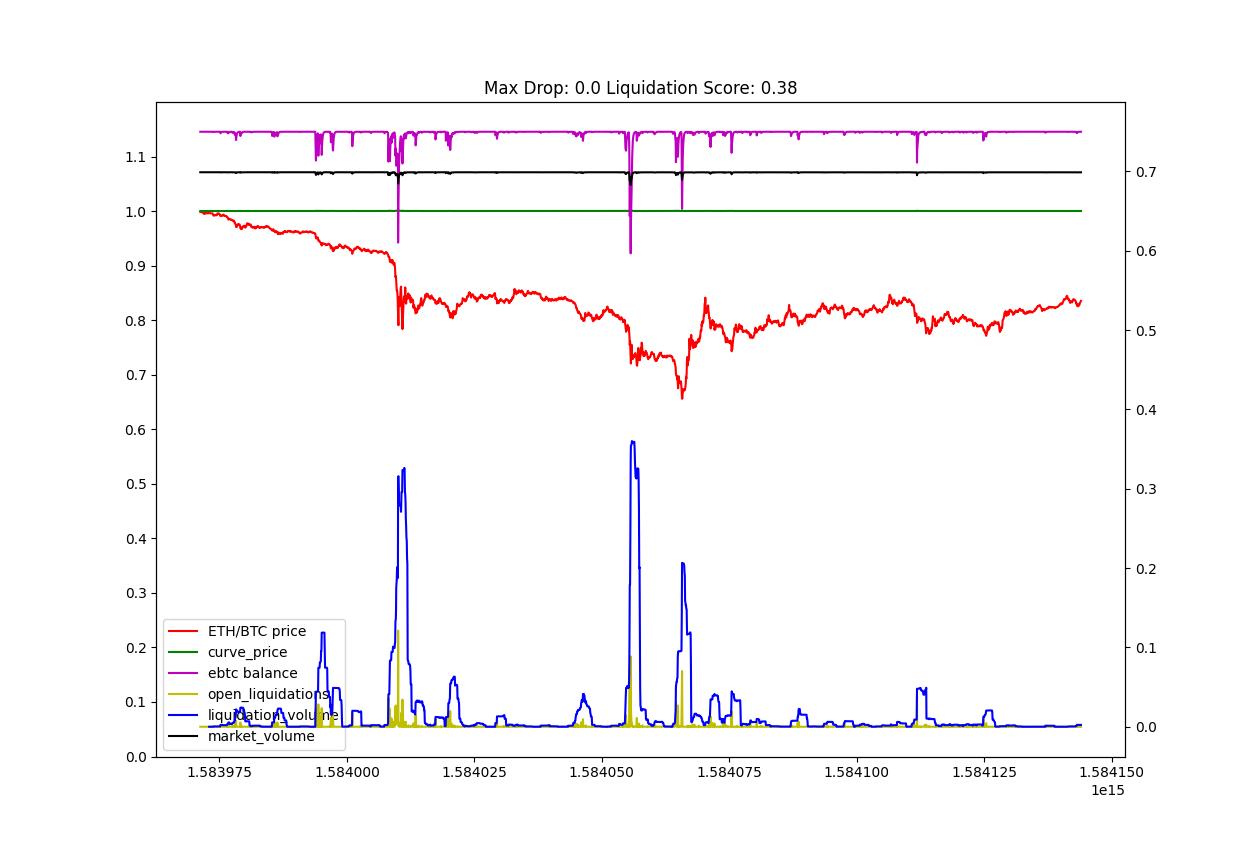 Max Drop: 0.0 Liquidation Score: 0.38
1.1
1.0
0.9
0.8
0.7
0.6
0.5
0.4
0.3
0.2
0.1
0.0
0.7
0.6
0.5
0.4
0.3
0.2
0.1
0.0
ETH/BTC price
curve_price
ebtc balance
open_liquidations
liquidation_volume
market_volume
1.583975 1.584000 1.584025 1.584050 1.584075 1.584100 1.584125 1.584150
1e15